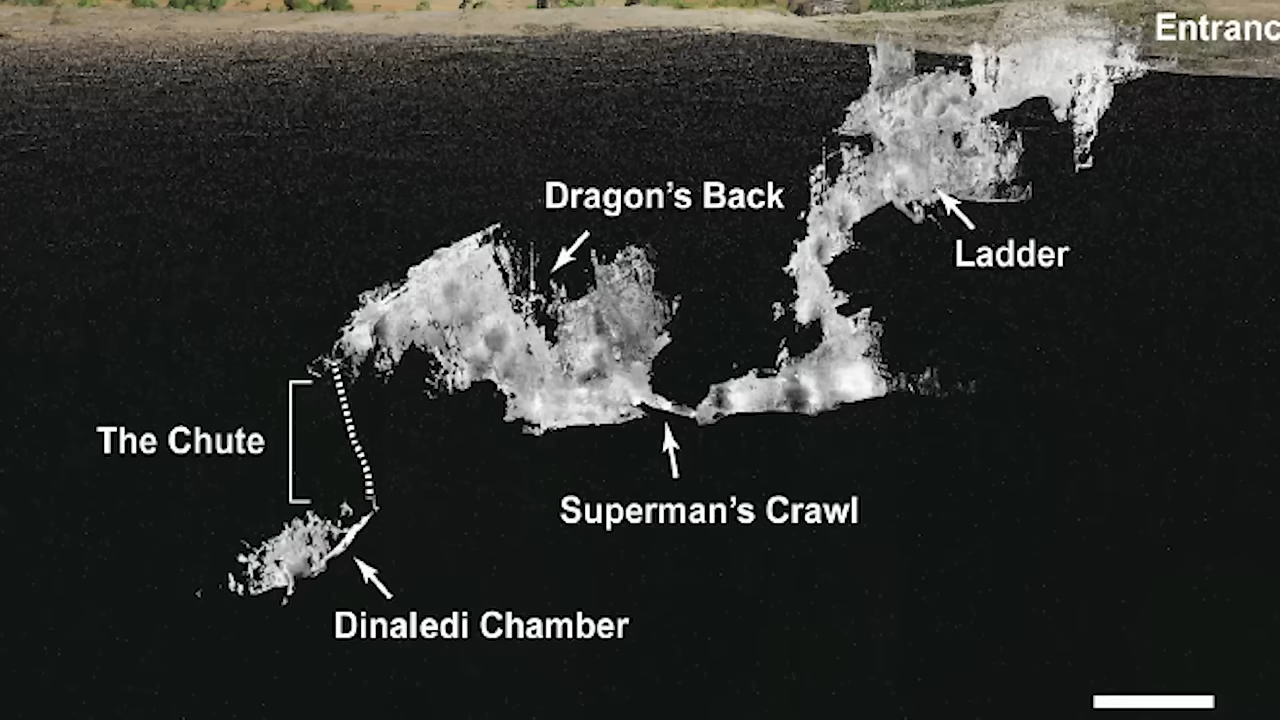 Entranc
Dragon's Back
Ladder
The Chute
Superman's Crawl
Dinaledi Chamber